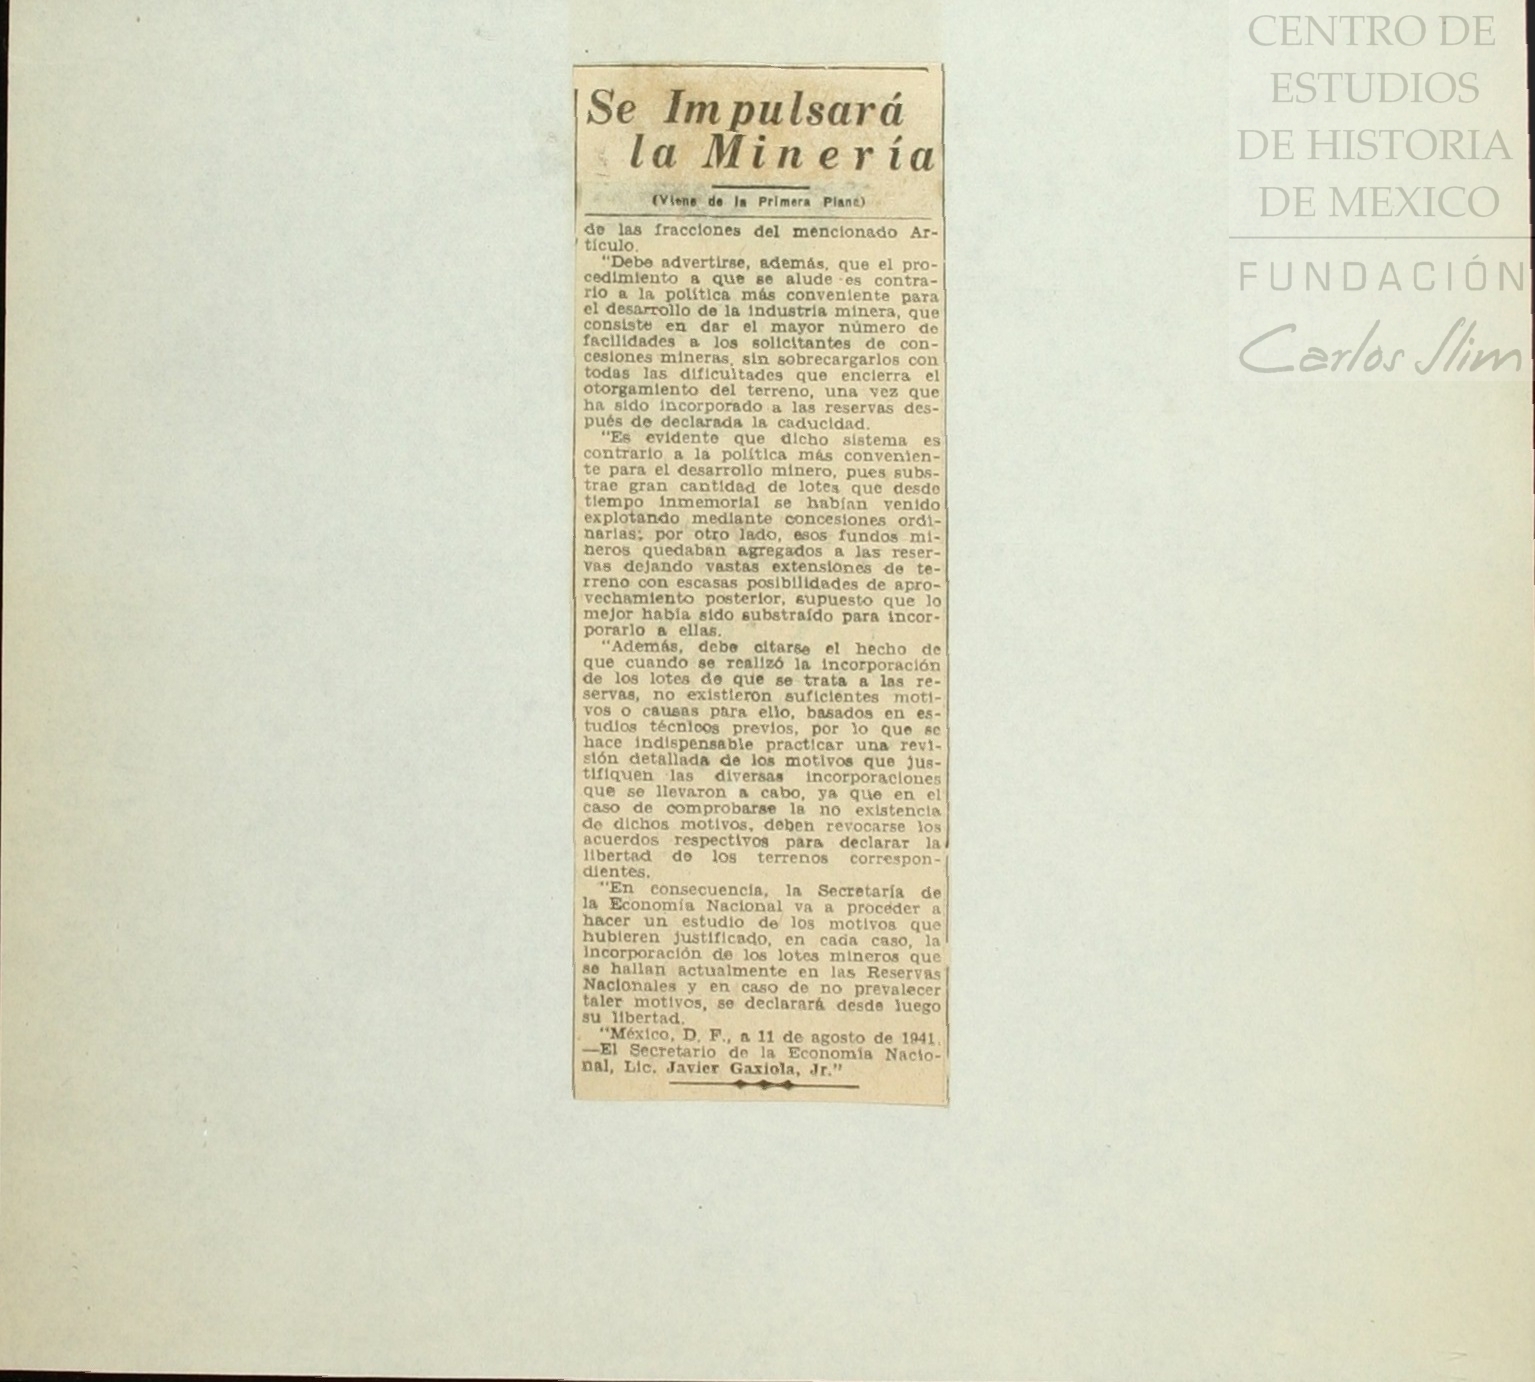 CENTRO DE
ESTUDIOS
DE HISTORIA
DE MEXICO
FUNDACIÓN
Carlos Slim
Se Impulsará
la Minería
(Viene de la Primera Plana)
de las fracciones del mencionado Ar-
tículo.
"Debe advertirse, además, que el pro-
cedimiento a que se alude es contra-
rio a la política más conveniente para
el desarrollo de la industria minera, que
consiste en dar el mayor número de
facilidades a los solicitantes de con-
cesiones mineras, sin sobrecargarlos con
todas las dificultades que encierra el
otorgamiento del terreno, una vez que
ha sido incorporado a las reservas des-
pués de declarada la caducidad.
"Es evidente que dicho sistema es
contrario a la política más convenien-
te para el desarrollo minero, pues subs-
trae gran cantidad de lotes que desde
tiempo inmemorial se habían venido
explotando mediante concesiones ordi-
narias; por otro lado, esos fundos mi-
neros quedaban agregados a las reser-
vas dejando vastas extensiones de te-
rreno con escasas posibilidades de apro-
vechamiento posterior, supuesto que lo
mejor había sido substraído para incor-
porarlo a ellas.
"Además, debe citarse el hecho de
que cuando se realizó la incorporación
de los lotes de que se trata a las re-
servas, no existieron suficientes moti-
vos o causas para ello, basados en es-
tudios técnicos previos, por lo que se
hace indispensable practicar una revi-
sión detallada de los motivos que jus-
tifiquen las diversas incorporaciones
que se llevaron a cabo, ya que en el
caso de comprobarse la no existencia
de dichos motivos, deben revocarse los
acuerdos respectivos para declarar la
libertad de los terrenos correspon-
dientes.
"En consecuencia, la Secretaría de
la Economía Nacional va a proceder a
hacer un estudio de los motivos que
hubieren justificado, en cada caso, la
incorporación de los lotes mineros que
se hallan actualmente en las Reservas
Nacionales y en caso de no prevalecer
taler motivos, se declarará desde luego
su libertad.
"México, D. F., a 11 de agosto de 1941.
—El Secretario de la Economía Nacio-
nal, Lic. Javier Gaxiola, Jr."